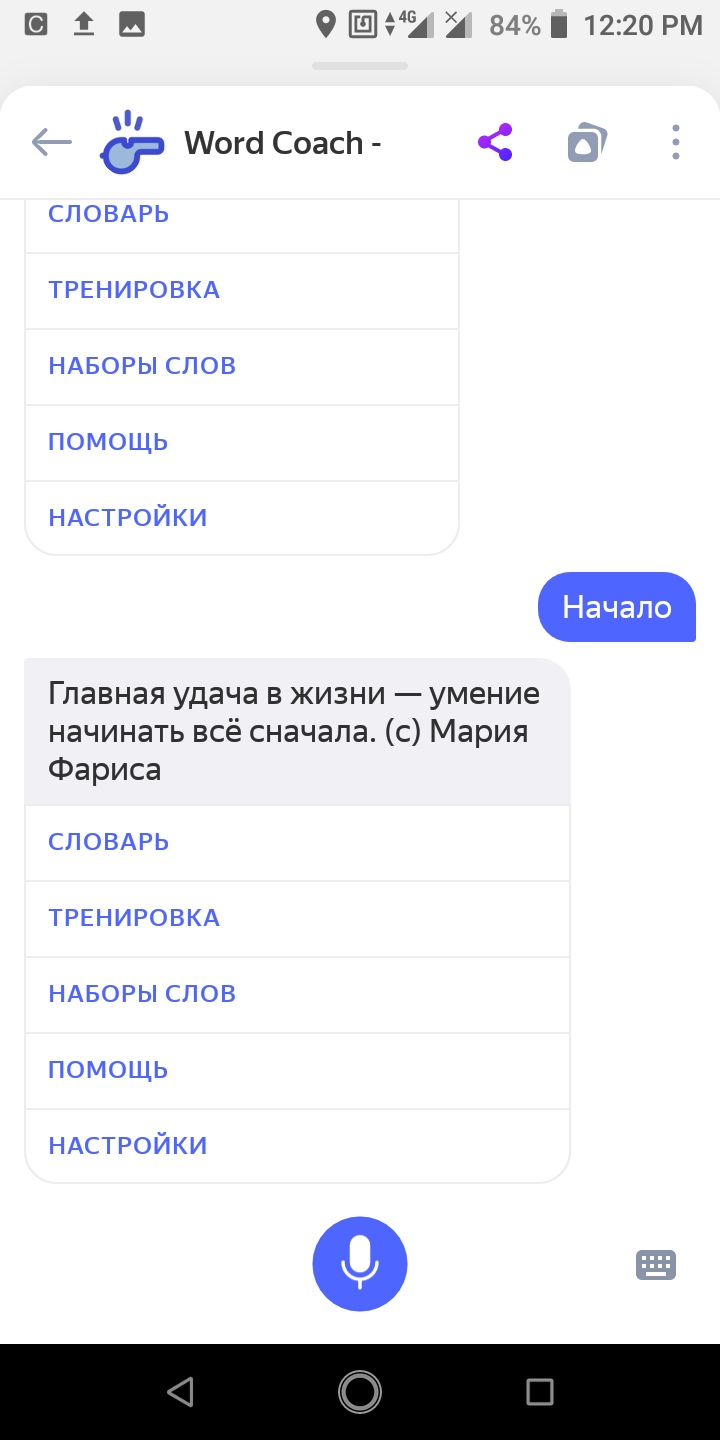 4G 84% 12:20 PM
Word Coach -
СЛОВАРЬ
ТРЕНИРОВКА
НАБОРЫ СЛОВ
ПОМОЩЬ
НАСТРОЙКИ
Начало
Главная удача в жизни — умение
начинать всё сначала. (с) Мария
Фариса
СЛОВАРЬ
ТРЕНИРОВКА
НАБОРЫ СЛОВ
ПОМОЩЬ
НАСТРОЙКИ